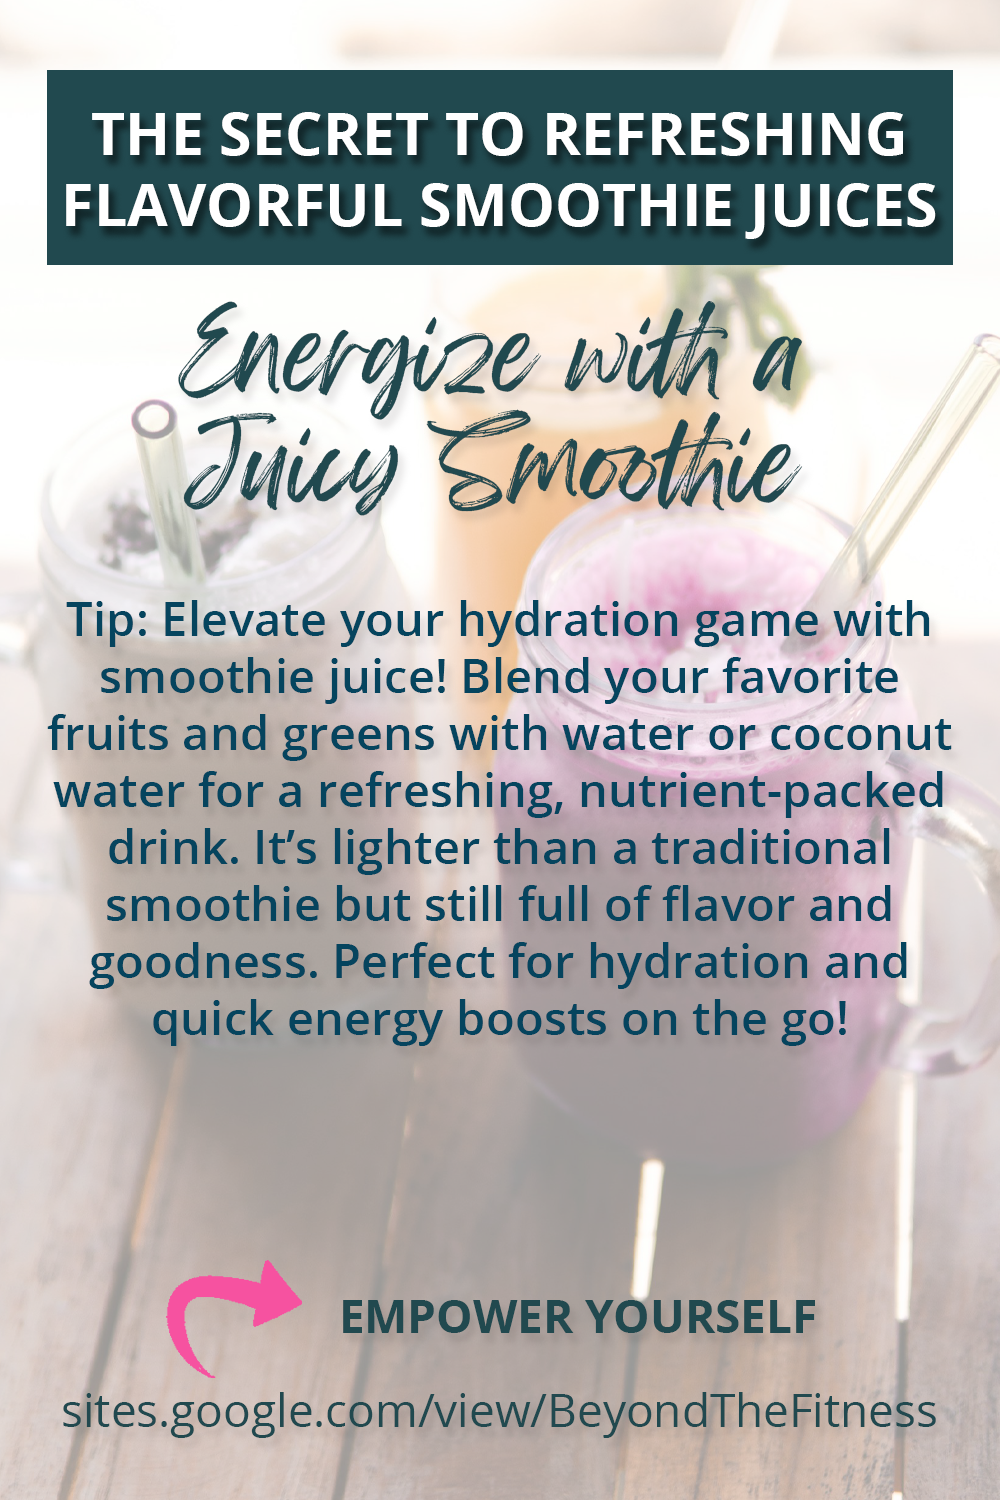 THE SECRET TO REFRESHING
FLAVORFUL SMOOTHIE JUICES
Energize with a
Juicy Smoothie
Tip: Elevate your hydration game with
smoothie juice! Blend your favorite
fruits and greens with water or coconut
water for a refreshing, nutrient-packed
drink. It’s lighter than a traditional
smoothie but still full of flavor and
goodness. Perfect for hydration and
quick energy boosts on the go!
EMPOWER YOURSELF
sites.google.com/view/BeyondTheFitness